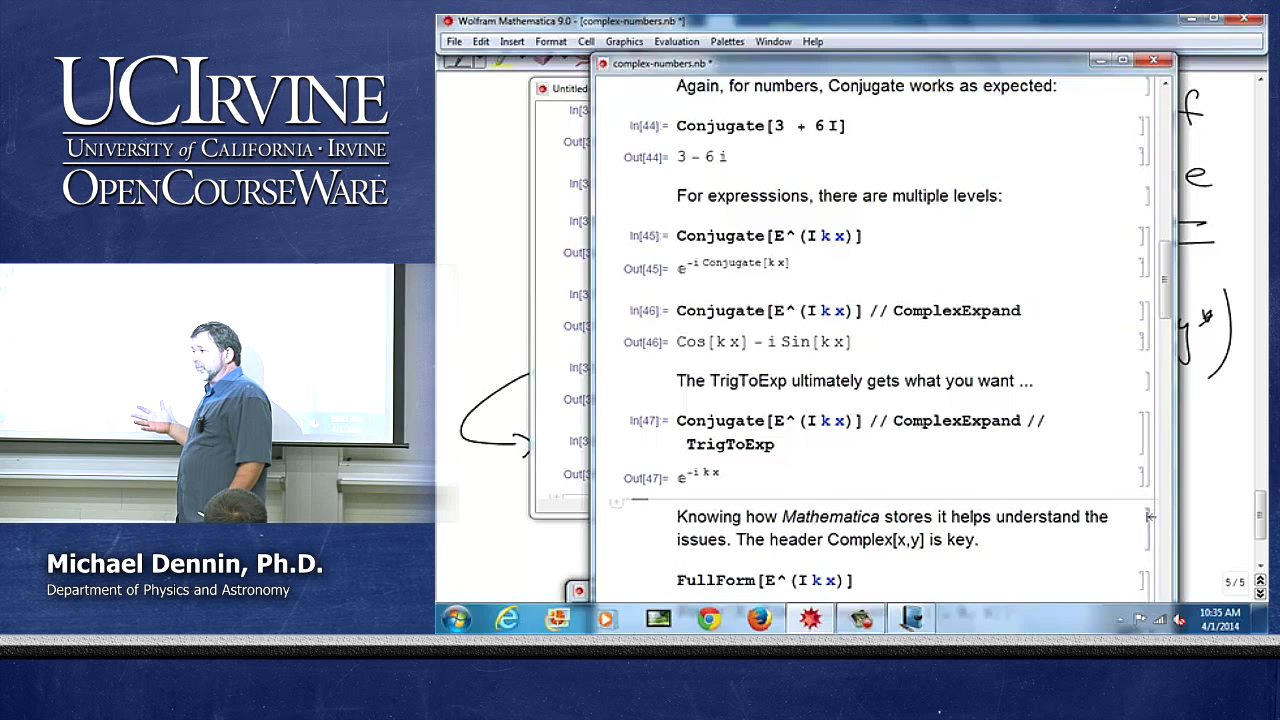 UCIRVINE
UNIVERSITY of CALIFORNIA · IRVINE
OPENCOURSEWARE
Michael Dennin, Ph.D.
Department of Physics and Astronomy
Wolfram Mathematica 9.0 - [complex-numbers.nb *]
File Edit Insert Format Cell Graphics Evaluation Palettes Window Help
complex-numbers.nb *
Untitled
Again, for numbers, Conjugate works as expected:
In[44]:= Conjugate[3 + 6 I]
Out[44]= 3 - 6 i
For expresssions, there are multiple levels:
In[45]:= Conjugate[E^(I k x)]
Out[45]= e^-i Conjugate[k x]
In[46]:= Conjugate[E^(I k x)] // ComplexExpand
Out[46]= Cos[k x] - i Sin[k x]
The TrigToExp ultimately gets what you want ...
In[47]:= Conjugate[E^(I k x)] // ComplexExpand //
TrigToExp
Out[47]= e^-i k x
Knowing how Mathematica stores it helps understand the
issues. The header Complex[x,y] is key.
FullForm[E^(I k x)]
5/5
10:35 AM
4/1/2014